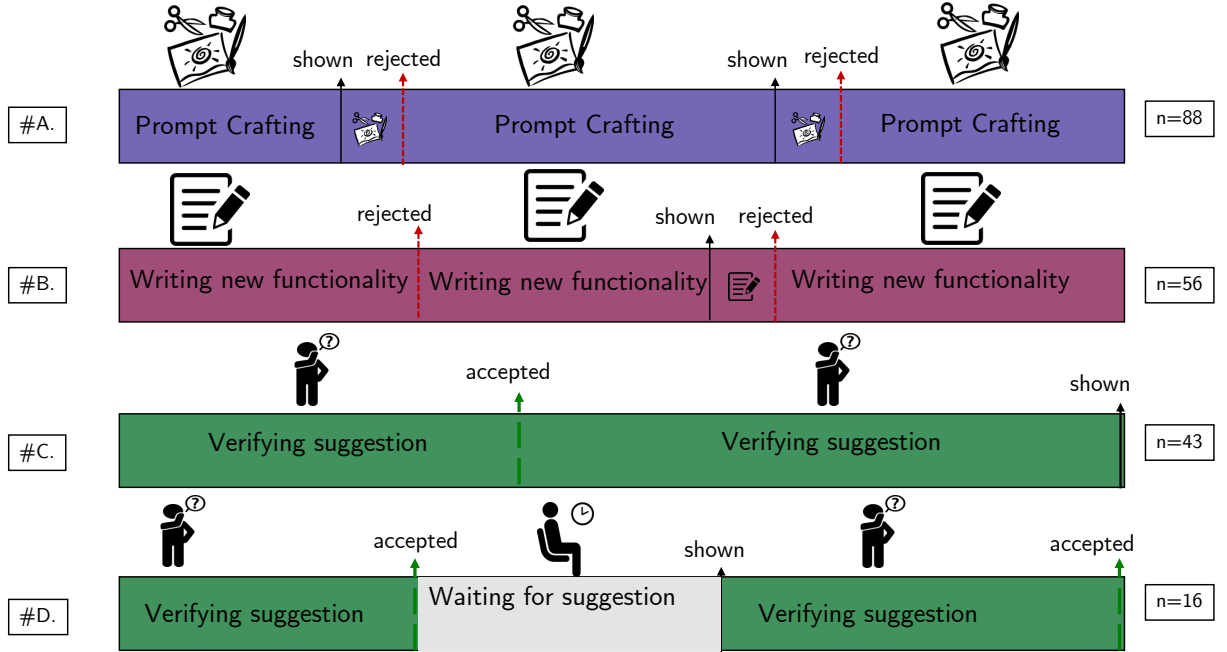 shown rejected shown rejected
#A. Prompt Crafting Prompt Crafting Prompt Crafting n=88
rejected shown rejected
#B. Writing new functionality Writing new functionality Writing new functionality n=56
? accepted ? shown
#C. Verifying suggestion Verifying suggestion n=43
? accepted shown ? accepted
#D. Verifying suggestion Waiting for suggestion Verifying suggestion n=16